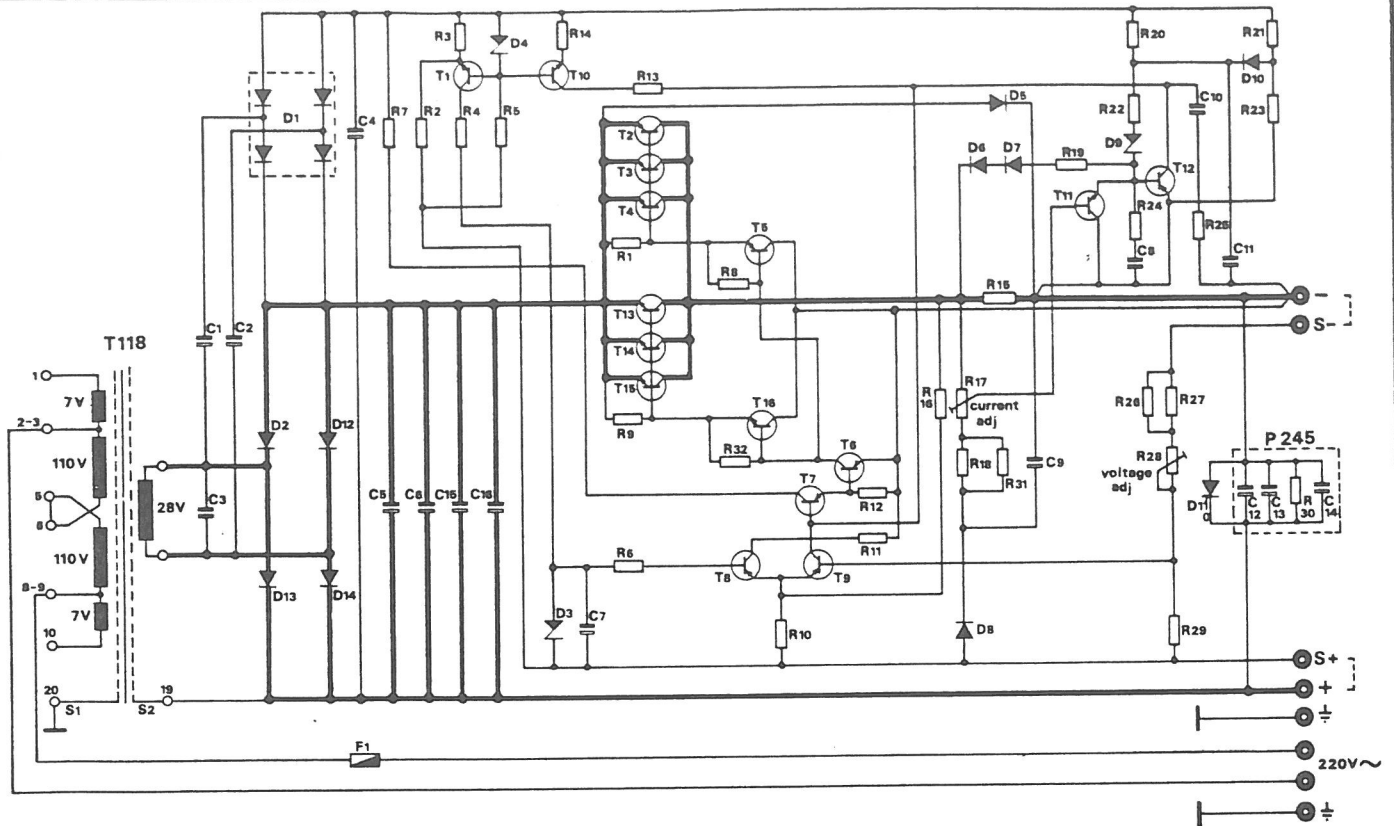 R3
D4
R14
R20
R21
T1
T10
R13
D10
D1
C4
R7
R2
R4
R5
D5
C10
R22
R23
T2
T3
T4
D6
D7
R19
D9
T12
T11
R24
R25
C8
C11
R1
T5
R8
R15
–
S–
T13
T14
T15
C1
C2
T118
1
7V
2-3
110V
5
6
110V
8-9
7V
10
20
S1
S2
19
28V
C3
D2
D12
D13
D14
C5
C6
C15
C16
R9
T16
R32
T6
T7
R12
R11
R
16
R17
current
adj
R18
R31
C9
R26
R27
R28
voltage
adj
P 245
D11
C
12
C
13
R
30
C
14
R6
T8
T9
D3
C7
R10
D8
R29
S+
+
F1
220V~